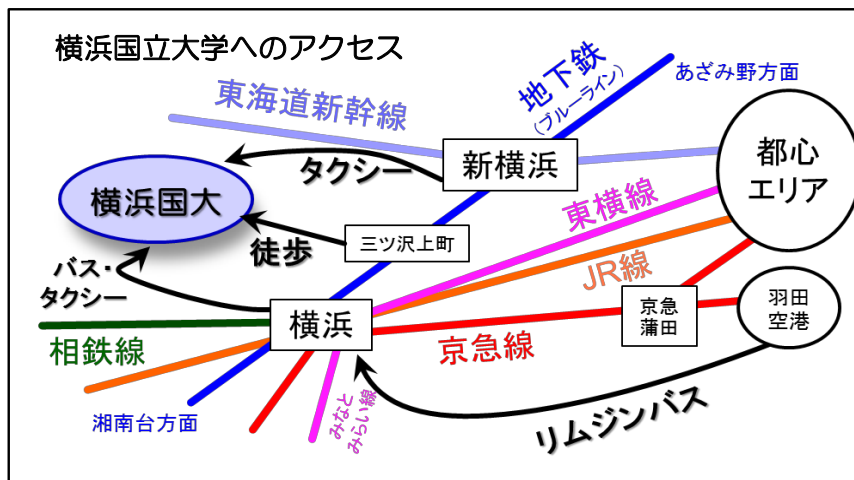 横浜国立大学へのアクセス
東海道新幹線
地下鉄
(ブルーライン)
あざみ野方面
都心
エリア
タクシー
新横浜
横浜国大
東横線
徒歩
三ツ沢上町
バス・
タクシー
JR線
横浜
京急
蒲田
羽田
空港
相鉄線
京急線
湘南台方面
みなと
みらい線
リムジンバス